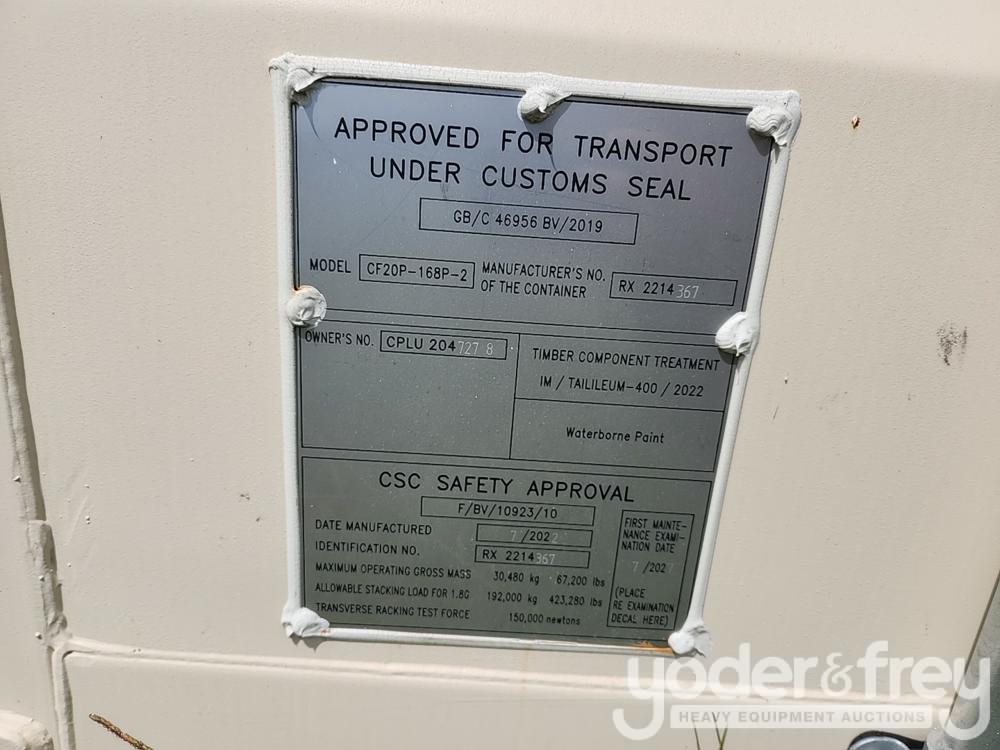 APPROVED FOR TRANSPORT
UNDER CUSTOMS SEAL
GB/C 46956 BV/2019
MODEL CF20P-168P-2
MANUFACTURER'S NO.
OF THE CONTAINER
RX 2214367
OWNER'S NO. CPLU 204727 8
TIMBER COMPONENT TREATMENT
IM / TAILILEUM-400 / 2022
Waterborne Paint
CSC SAFETY APPROVAL
F/BV/10923/10
DATE MANUFACTURED 7/2022
IDENTIFICATION NO. RX 2214367
MAXIMUM OPERATING GROSS MASS 30,480 kg 67,200 lbs
ALLOWABLE STACKING LOAD FOR 1.8G 192,000 kg 423,280 lbs
TRANSVERSE RACKING TEST FORCE 150,000 newtons
FIRST MAINTE-
NANCE EXAMI-
NATION DATE
7/2027
(PLACE
RE EXAMINATION
DECAL HERE)
yoder&frey
HEAVY EQUIPMENT AUCTIONS